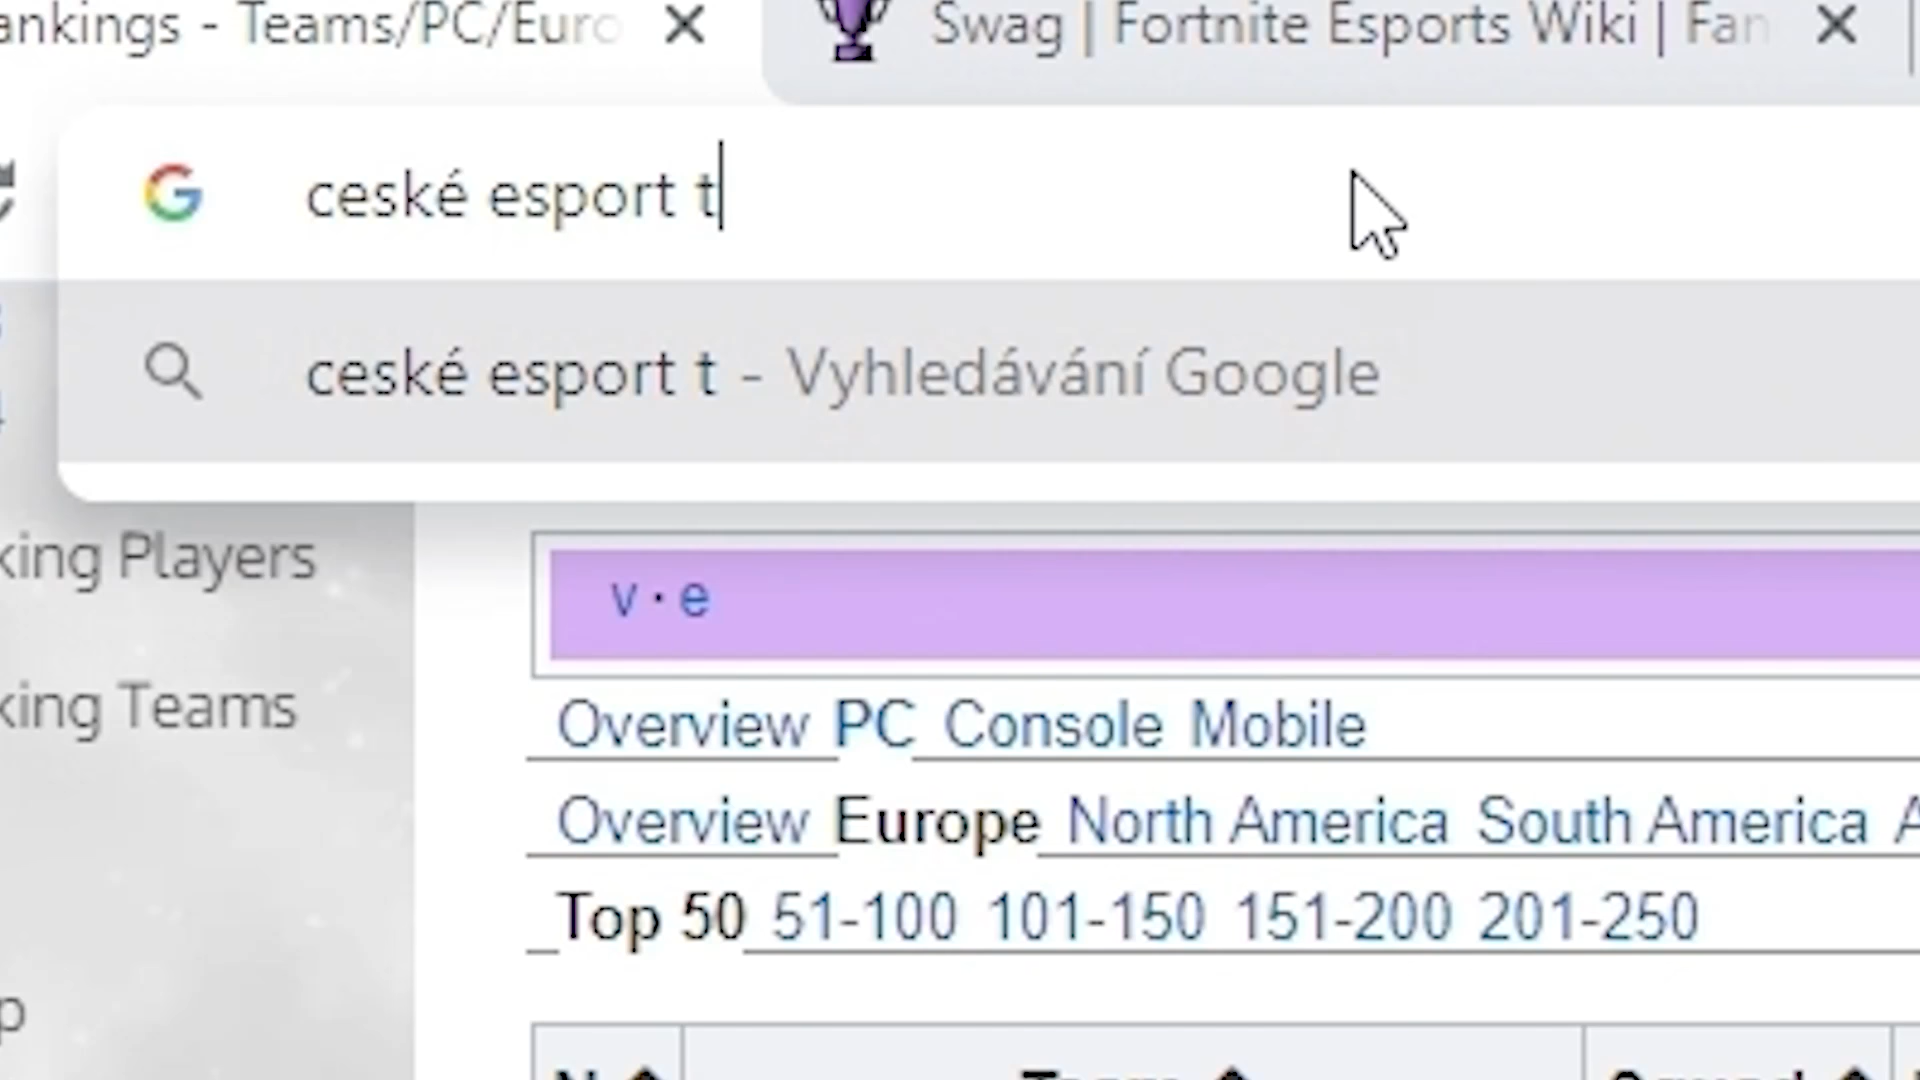 ankings - Teams/PC/Euro
Swag | Fortnite Esports Wiki | Fan
ceské esport t
ceské esport t - Vyhledávání Google
king Players
king Teams
v · e
Overview PC Console Mobile
Overview Europe North America South America A
Top 50 51-100 101-150 151-200 201-250
p